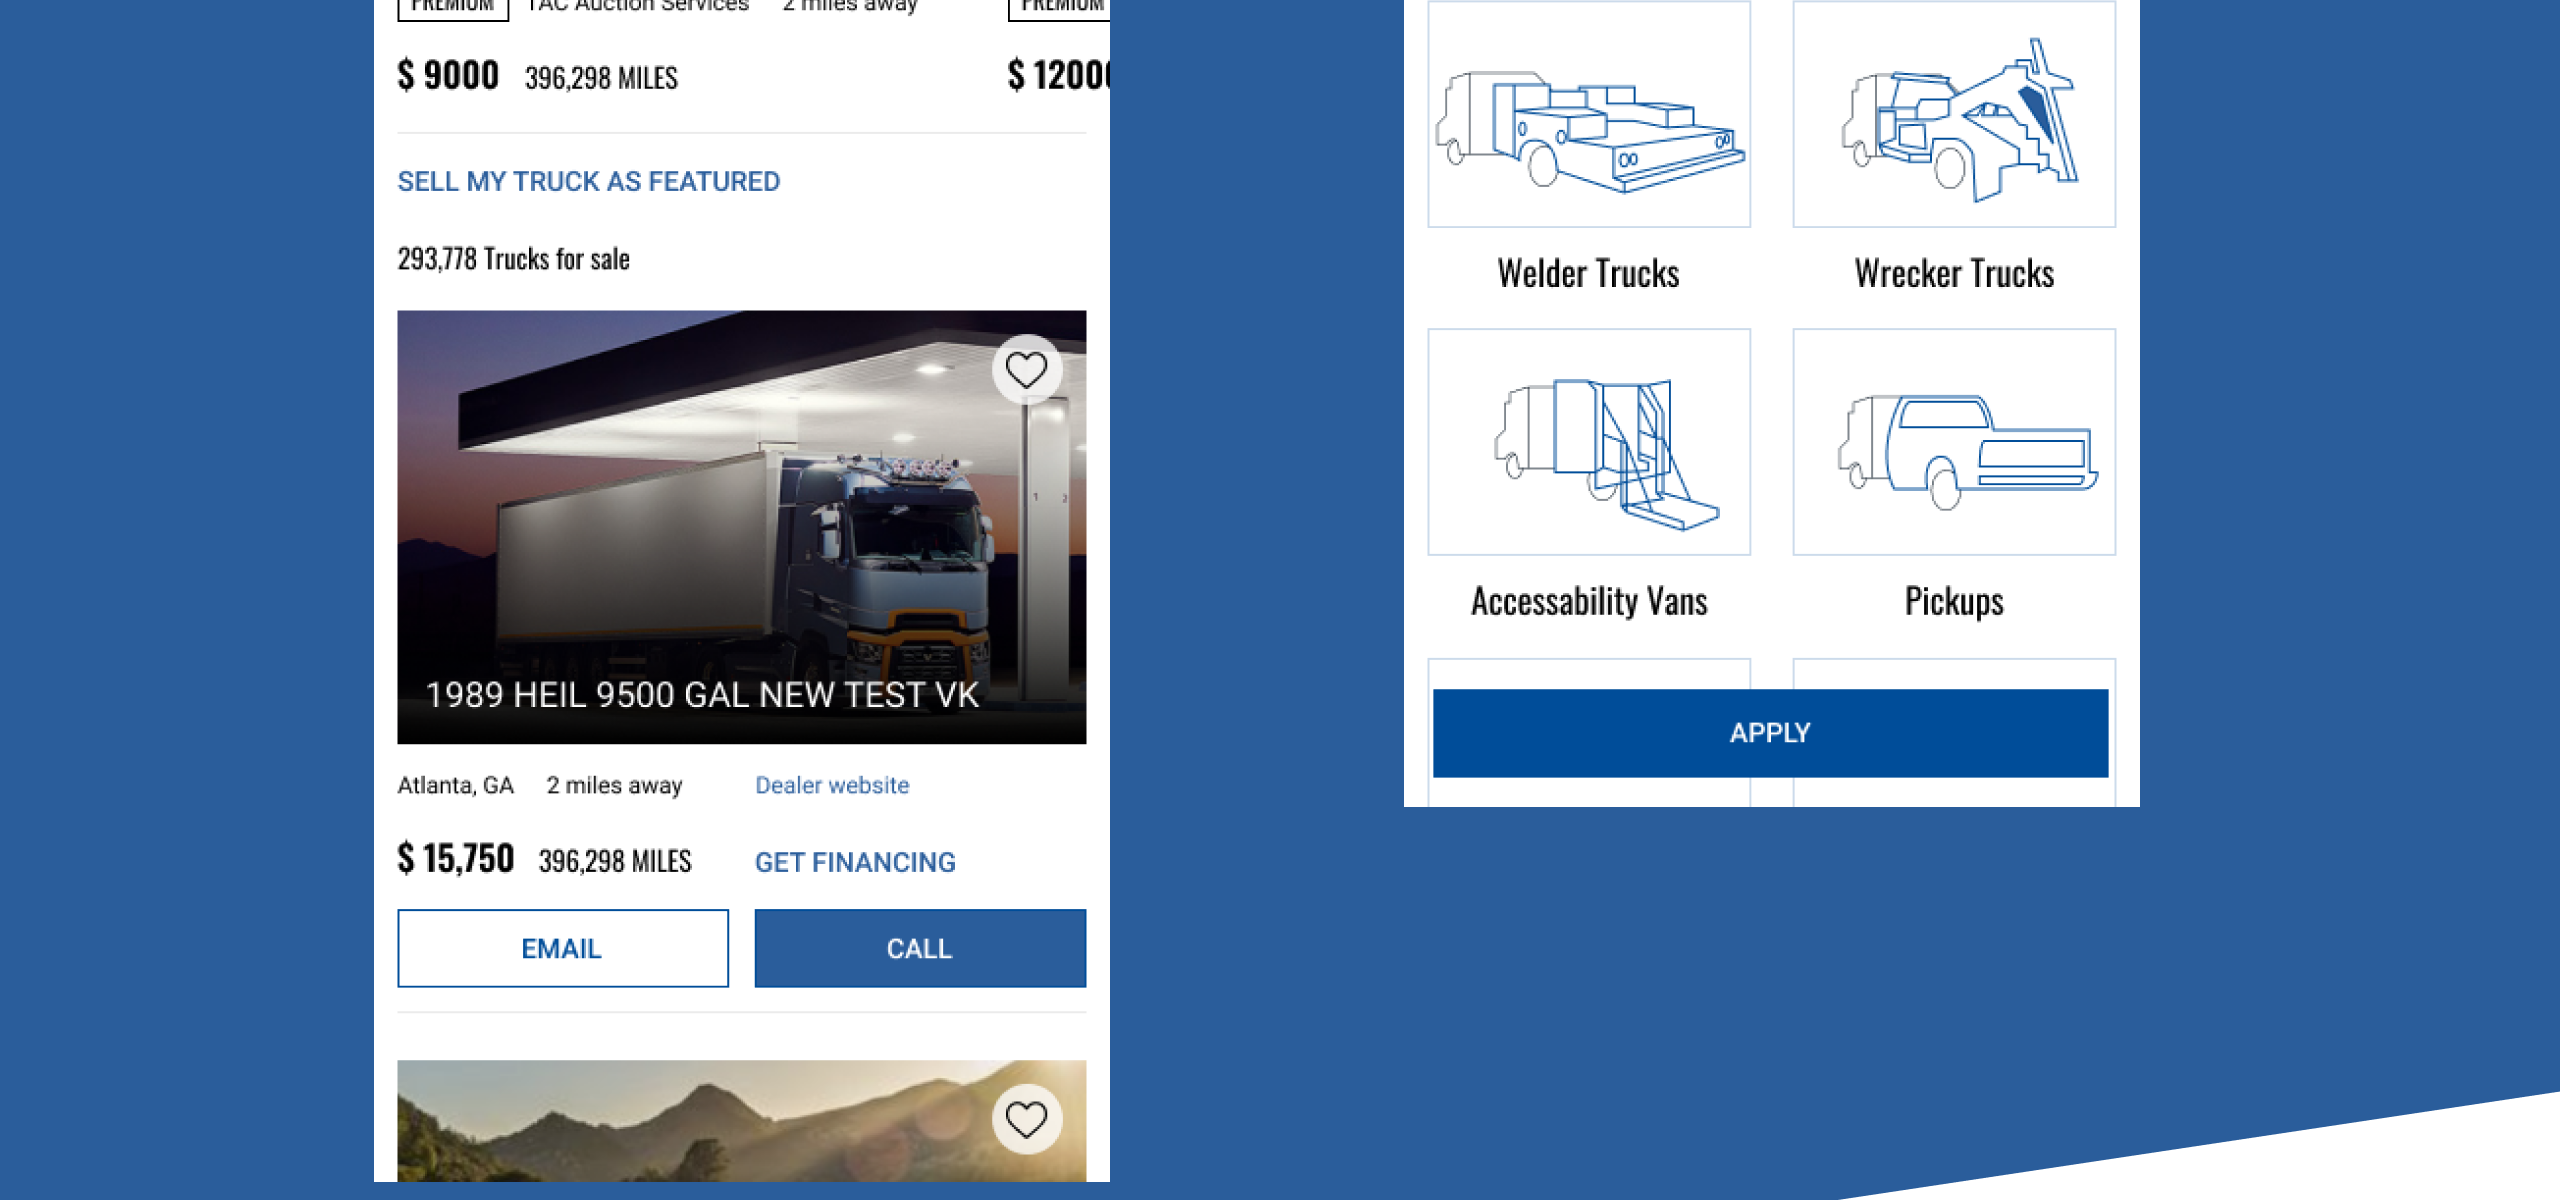 PREMIUM TAC Auction Services 2 miles away PREMIUM
$ 9000 396,298 MILES $ 1200
SELL MY TRUCK AS FEATURED
293,778 Trucks for sale
1 2
1989 HEIL 9500 GAL NEW TEST VK
Atlanta, GA 2 miles away Dealer website
$ 15,750 396,298 MILES GET FINANCING
EMAIL CALL
Welder Trucks Wrecker Trucks
Accessability Vans Pickups
APPLY